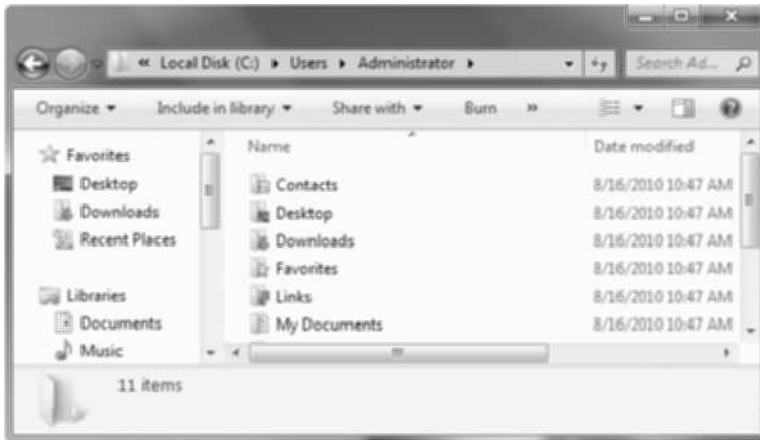 « Local Disk (C:) ▸ Users ▸ Administrator ▸ Search Ad...
Organize Include in library Share with Burn »
Favorites
Desktop
Downloads
Recent Places
Libraries
Documents
Music
Name Date modified
Contacts 8/16/2010 10:47 AM
Desktop 8/16/2010 10:47 AM
Downloads 8/16/2010 10:47 AM
Favorites 8/16/2010 10:47 AM
Links 8/16/2010 10:47 AM
My Documents 8/16/2010 10:47 AM
11 items